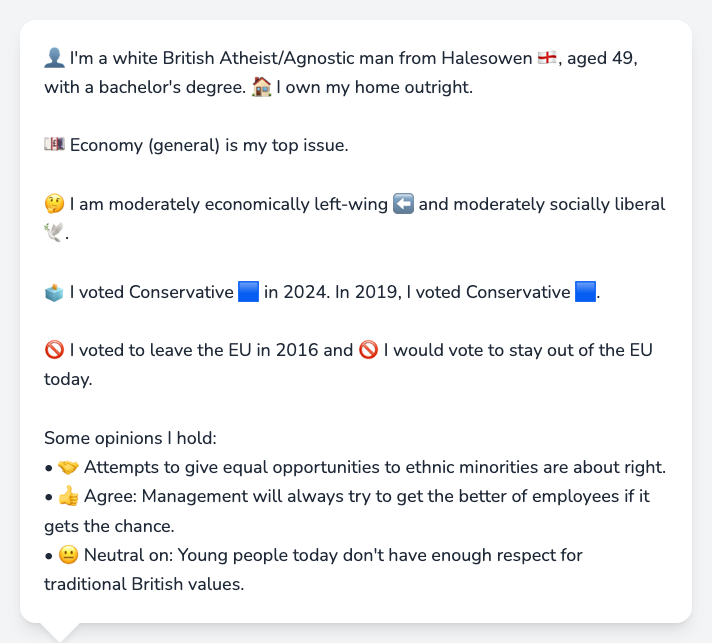 👤 I'm a white British Atheist/Agnostic man from Halesowen 🏴󠁧󠁢󠁥󠁮󠁧󠁿, aged 49,
with a bachelor's degree. 🏠 I own my home outright.
💷 Economy (general) is my top issue.
🤔 I am moderately economically left-wing ⬅️ and moderately socially liberal
🕊️.
🗳️ I voted Conservative 🟦 in 2024. In 2019, I voted Conservative 🟦.
🚫 I voted to leave the EU in 2016 and 🚫 I would vote to stay out of the EU
today.
Some opinions I hold:
• 🤝 Attempts to give equal opportunities to ethnic minorities are about right.
• 👍 Agree: Management will always try to get the better of employees if it
gets the chance.
• 😐 Neutral on: Young people today don't have enough respect for
traditional British values.